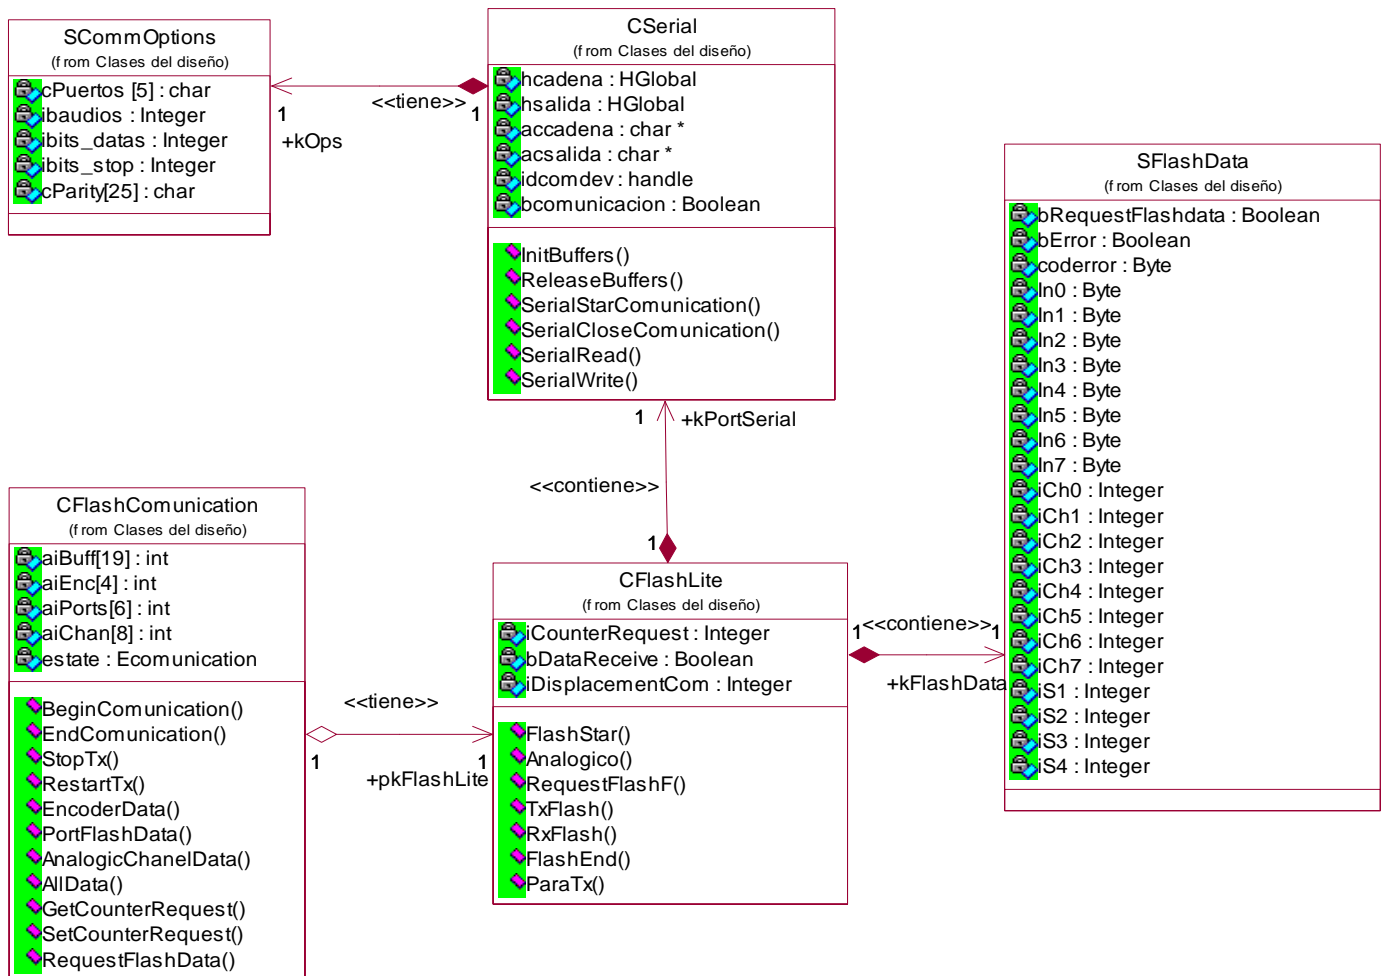 SCommOptions
(from Clases del diseño)
cPuertos [5] : char
ibaudios : Integer
ibits_datas : Integer
ibits_stop : Integer
cParity[25] : char
<<tiene>>
1
1
+kOps
CSerial
(from Clases del diseño)
hcadena : HGlobal
hsalida : HGlobal
accadena : char *
acsalida : char *
idcomdev : handle
bcomunicacion : Boolean
InitBuffers()
ReleaseBuffers()
SerialStarComunication()
SerialCloseComunication()
SerialRead()
SerialWrite()
1
+kPortSerial
<<contiene>>
1
SFlashData
(from Clases del diseño)
bRequestFlashdata : Boolean
bError : Boolean
coderror : Byte
In0 : Byte
In1 : Byte
In2 : Byte
In3 : Byte
In4 : Byte
In5 : Byte
In6 : Byte
In7 : Byte
iCh0 : Integer
iCh1 : Integer
iCh2 : Integer
iCh3 : Integer
iCh4 : Integer
iCh5 : Integer
iCh6 : Integer
iCh7 : Integer
iS1 : Integer
iS2 : Integer
iS3 : Integer
iS4 : Integer
CFlashComunication
(from Clases del diseño)
aiBuff[19] : int
aiEnc[4] : int
aiPorts[6] : int
aiChan[8] : int
estate : Ecomunication
BeginComunication()
EndComunication()
StopTx()
RestartTx()
EncoderData()
PortFlashData()
AnalogicChanelData()
AllData()
GetCounterRequest()
SetCounterRequest()
RequestFlashData()
<<tiene>>
1
1
+pkFlashLite
CFlashLite
(from Clases del diseño)
iCounterRequest : Integer
bDataReceive : Boolean
iDisplacementCom : Integer
FlashStar()
Analogico()
RequestFlashF()
TxFlash()
RxFlash()
FlashEnd()
ParaTx()
<<contiene>>
1
1
+kFlashData